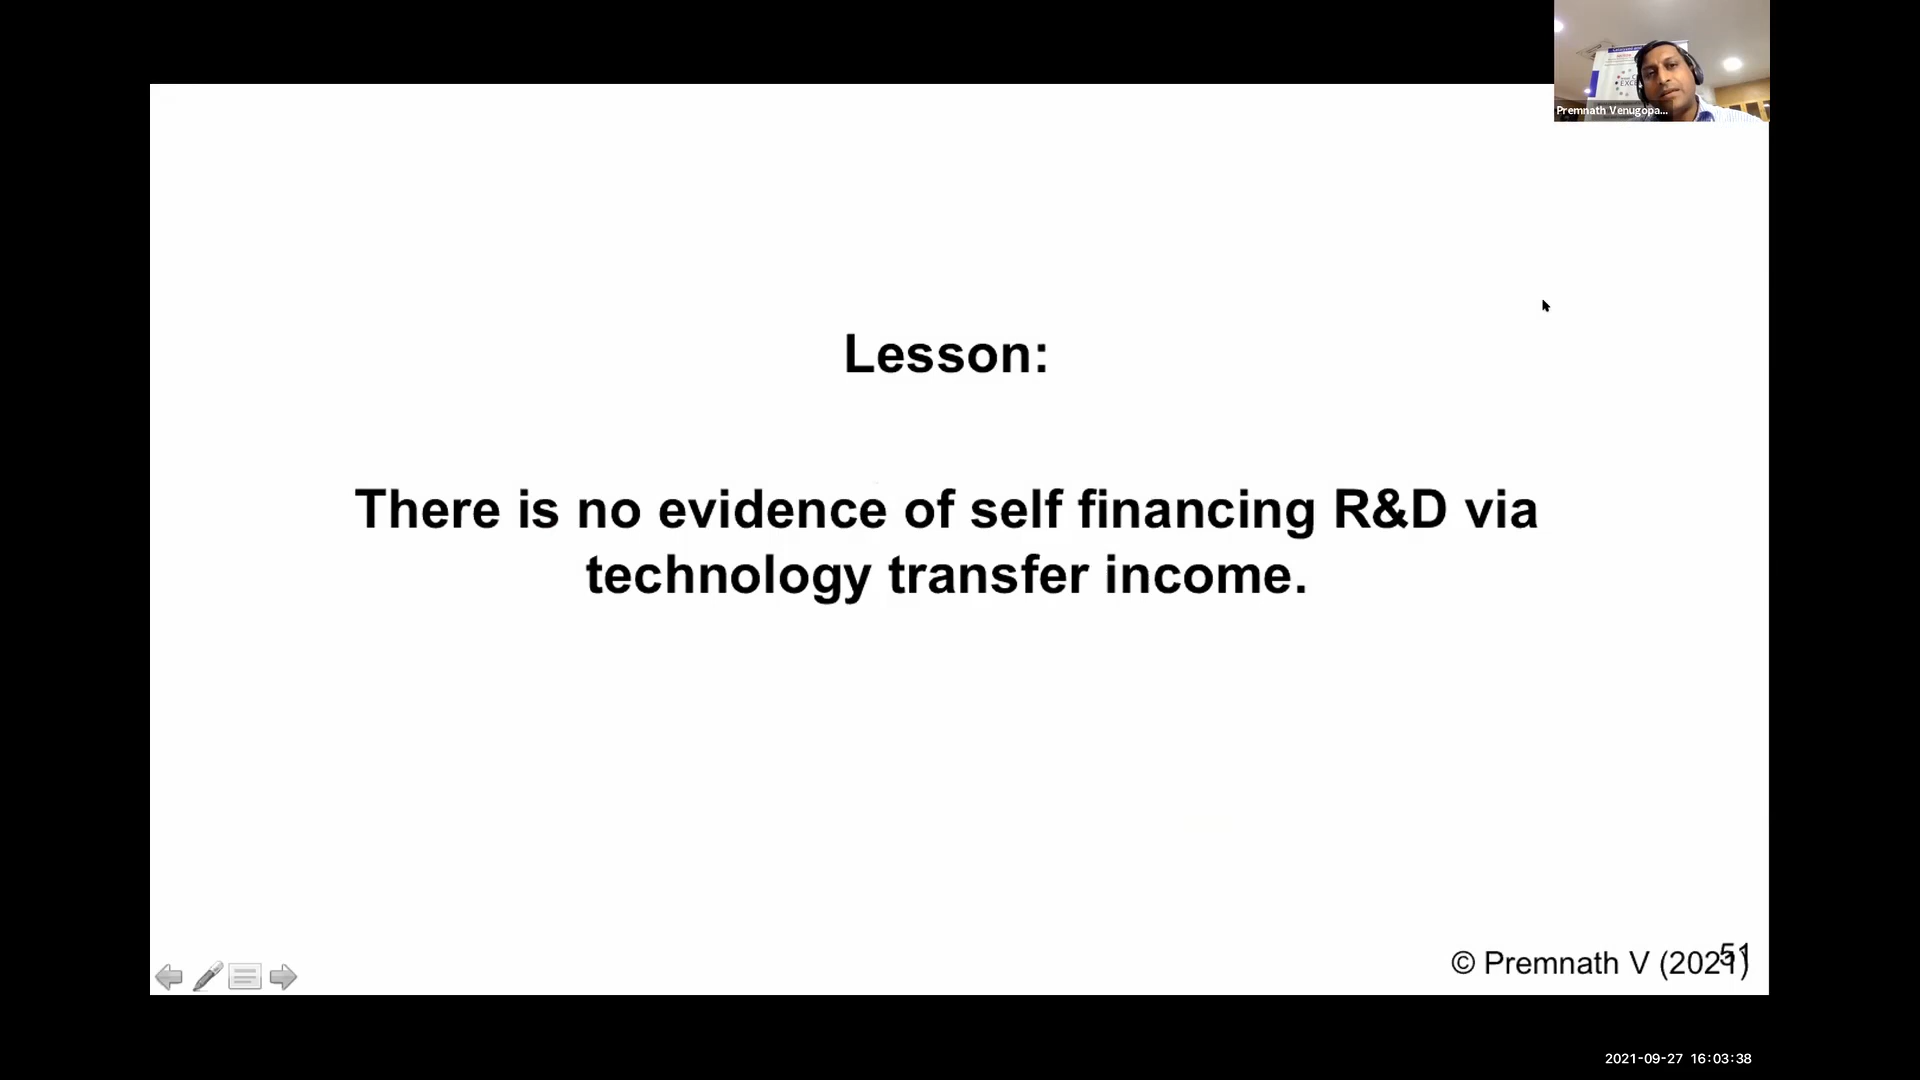 Premnath Venugopa...
Lesson:
There is no evidence of self financing R&D via
technology transfer income.
© Premnath V (2021)
51
2021-09-27 16:03:38